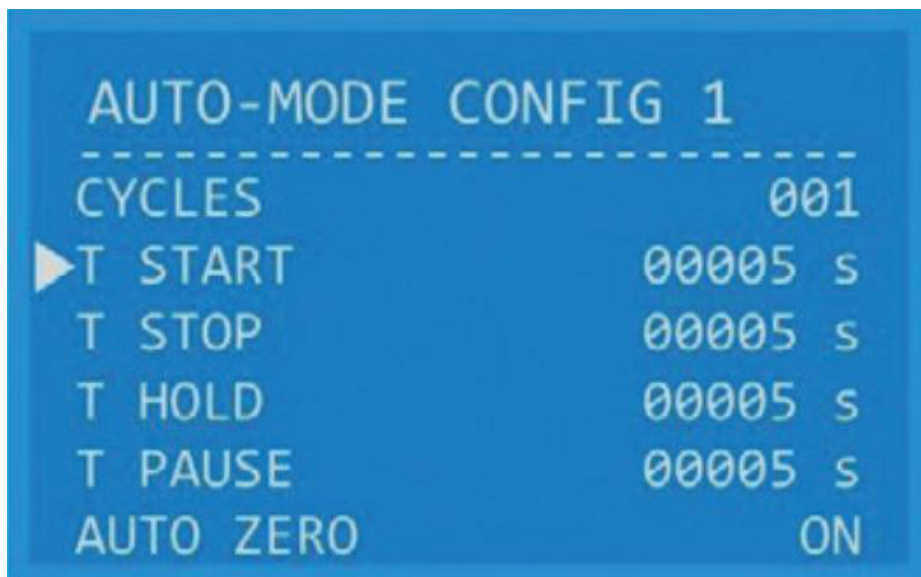 AUTO-MODE CONFIG 1
CYCLES 001
T START 00005 s
T STOP 00005 s
T HOLD 00005 s
T PAUSE 00005 s
AUTO ZERO ON